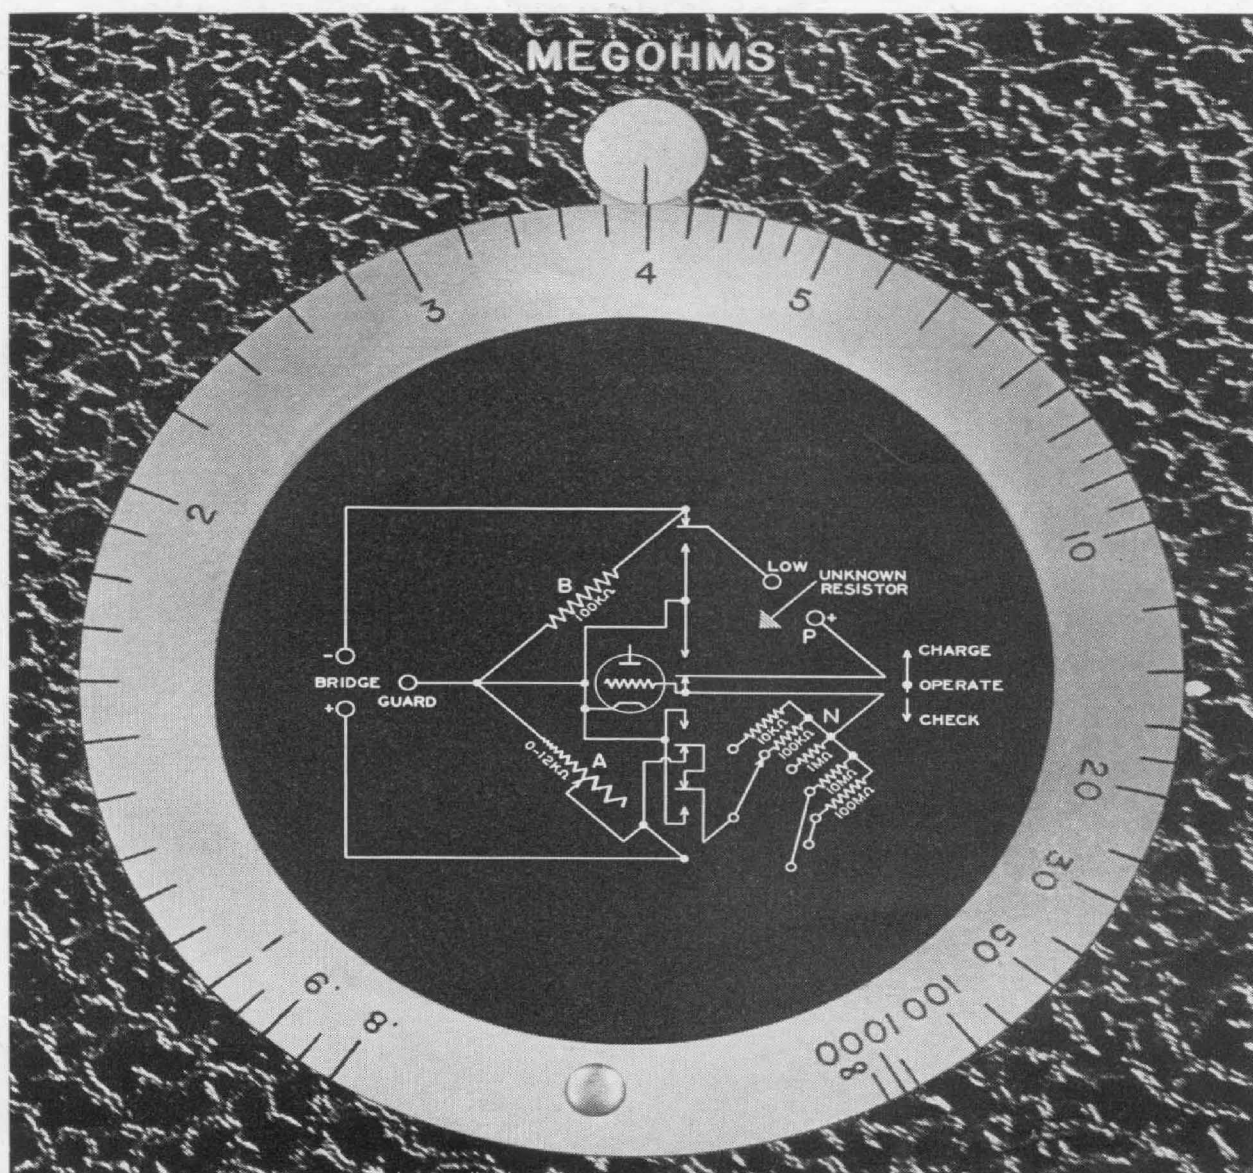 MEGOHMS
4
3
5
2
10
20
30
50
100
1000
∞
.9
.8
B
100KΩ
LOW
UNKNOWN
RESISTOR
+
P
-
BRIDGE
+
GUARD
CHARGE
OPERATE
CHECK
A
0-12KΩ
N
10KΩ
100KΩ
1MΩ
10MΩ
100MΩ